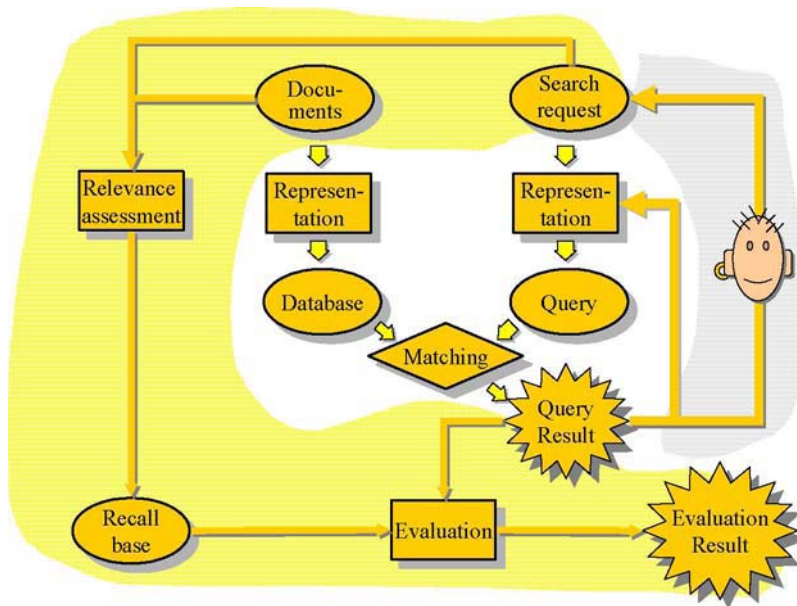 Docu-
ments
Search
request
Relevance
assessment
Represen-
tation
Represen-
tation
Database
Query
Matching
Query
Result
Recall
base
Evaluation
Evaluation
Result